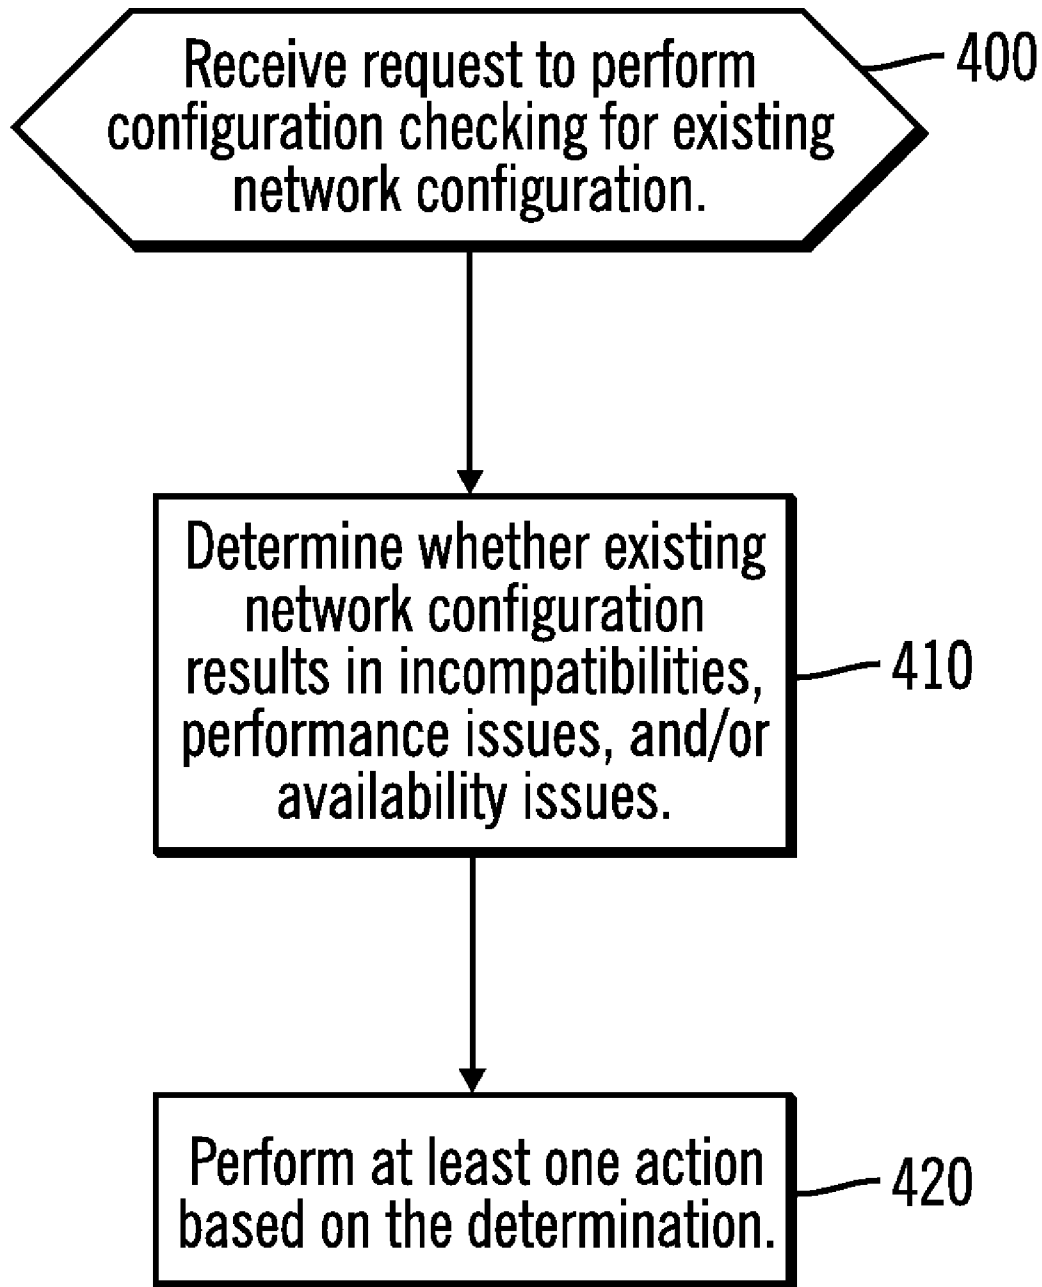 Receive request to perform
configuration checking for existing
network configuration.
400
Determine whether existing
network configuration
results in incompatibilities,
performance issues, and/or
availability issues.
410
Perform at least one action
based on the determination.
420